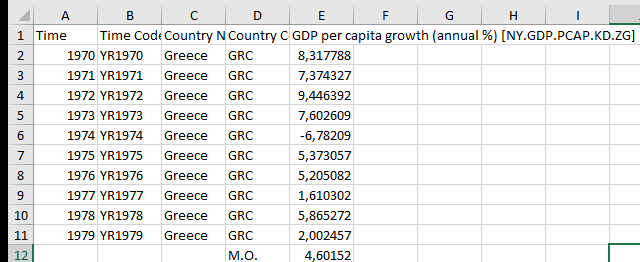 A B C D E F G H I
1 Time Time Code Country N Country C GDP per capita growth (annual %) [NY.GDP.PCAP.KD.ZG]
2 1970 YR1970 Greece GRC 8,317788
3 1971 YR1971 Greece GRC 7,374327
4 1972 YR1972 Greece GRC 9,446392
5 1973 YR1973 Greece GRC 7,602609
6 1974 YR1974 Greece GRC -6,78209
7 1975 YR1975 Greece GRC 5,373057
8 1976 YR1976 Greece GRC 5,205082
9 1977 YR1977 Greece GRC 1,610302
10 1978 YR1978 Greece GRC 5,865272
11 1979 YR1979 Greece GRC 2,002457
12 M.O. 4,60152